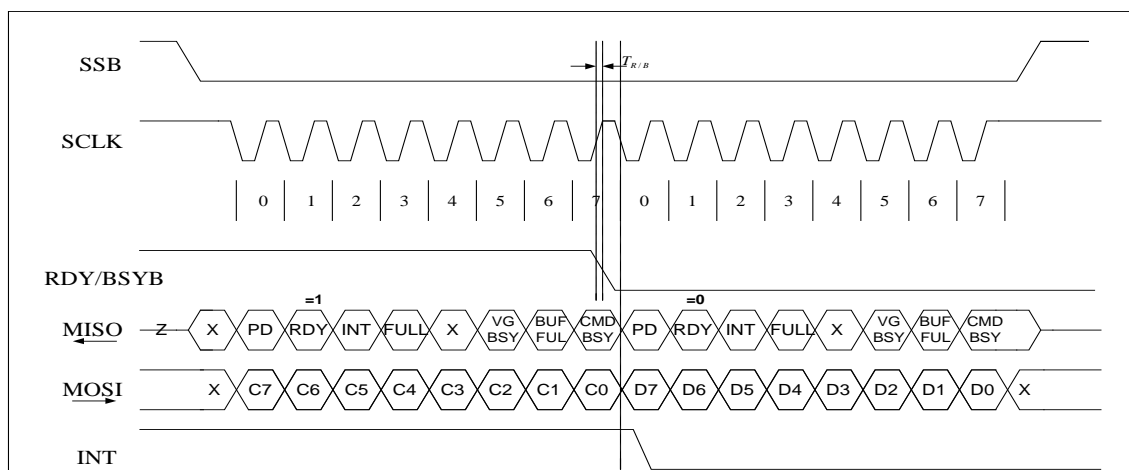 SSB
T R/B
SCLK
0 1 2 3 4 5 6 7 0 1 2 3 4 5 6 7
RDY/BSYB
=1 =0
MISO Z X PD RDY INT FULL X VG BSY BUF FUL CMD BSY PD RDY INT FULL X VG BSY BUF FUL CMD BSY
MOSI X C7 C6 C5 C4 C3 C2 C1 C0 D7 D6 D5 D4 D3 D2 D1 D0 X
INT